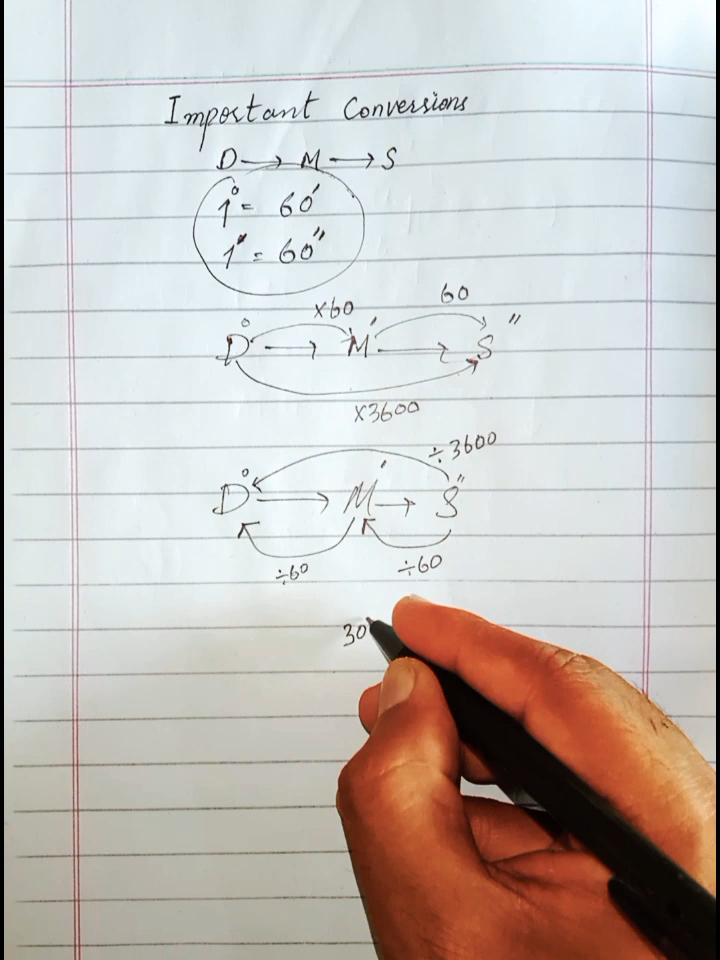 Important Conversions
D → M → S
1° = 60′
1′ = 60″
×60 60
D° → M′ → S″
×3600
÷3600
D° → M′ → S″
÷60 ÷60
30